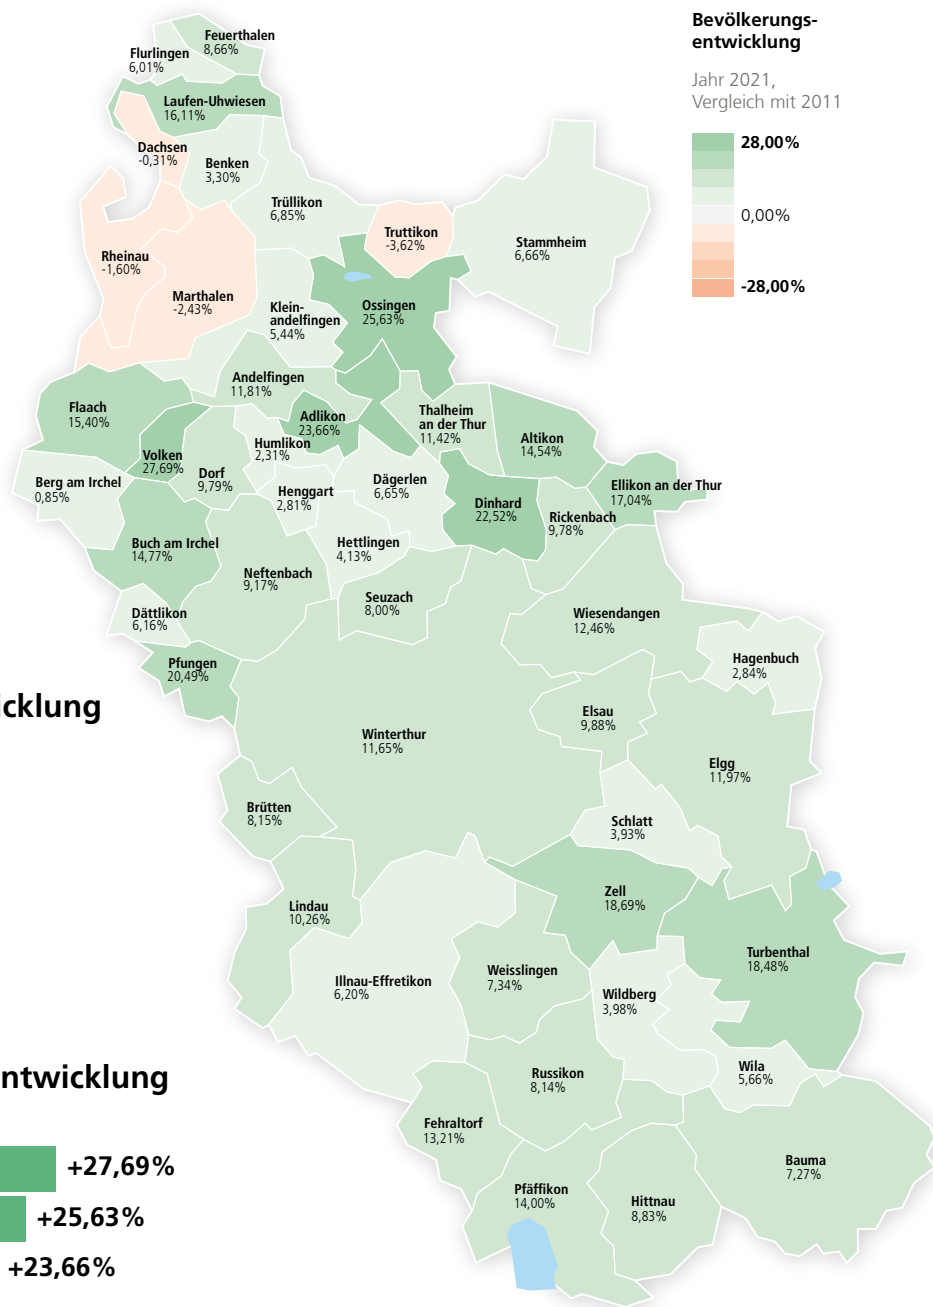 Bevölkerungs-
entwicklung
Jahr 2021,
Vergleich mit 2011
28,00%
0,00%
-28,00%
Feuerthalen
8,66%
Flurlingen
6,01%
Laufen-Uhwiesen
16,11%
Dachsen
-0,31%
Benken
3,30%
Trüllikon
6,85%
Truttikon
-3,62%
Stammheim
6,66%
Rheinau
-1,60%
Marthalen
-2,43%
Klein-
andelfingen
5,44%
Ossingen
25,63%
Andelfingen
11,81%
Flaach
15,40%
Adlikon
23,66%
Thalheim
an der Thur
11,42%
Altikon
14,54%
Volken
27,69%
Humlikon
2,31%
Dorf
9,79%
Berg am Irchel
0,85%
Henggart
2,81%
Dägerlen
6,65%
Dinhard
22,52%
Ellikon an der Thur
17,04%
Rickenbach
9,78%
Buch am Irchel
14,77%
Hettlingen
4,13%
Neftenbach
9,17%
Seuzach
8,00%
Dättlikon
6,16%
Wiesendangen
12,46%
Pfungen
20,49%
Hagenbuch
2,84%
icklung
Elsau
9,88%
Winterthur
11,65%
Elgg
11,97%
Brütten
8,15%
Schlatt
3,93%
Zell
18,69%
Lindau
10,26%
Turbenthal
18,48%
Illnau-Effretikon
6,20%
Weisslingen
7,34%
Wildberg
3,98%
Wila
5,66%
ntwicklung
Russikon
8,14%
Fehraltorf
13,21%
Bauma
7,27%
Pfäffikon
14,00%
Hittnau
8,83%
+27,69%
+25,63%
+23,66%